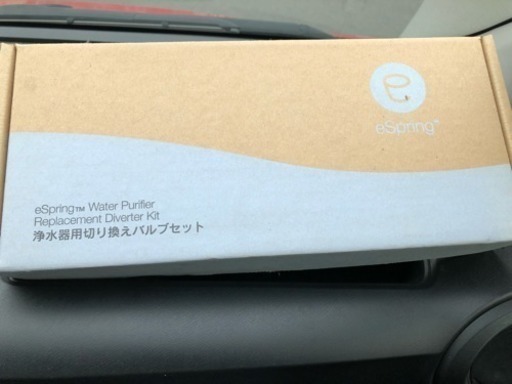 eSpring™
eSpring™ Water Purifier
Replacement Diverter Kit
浄水器用切り換えバルブセット